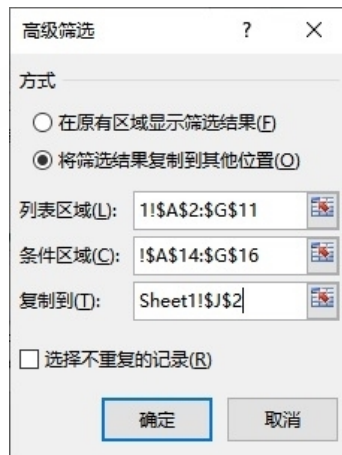 高级筛选 ?
方式
在原有区域显示筛选结果(F)
将筛选结果复制到其他位置(O)
列表区域(L): 1!$A$2:$G$11
条件区域(C): !$A$14:$G$16
复制到(T): Sheet1!$J$2
选择不重复的记录(R)
确定 取消